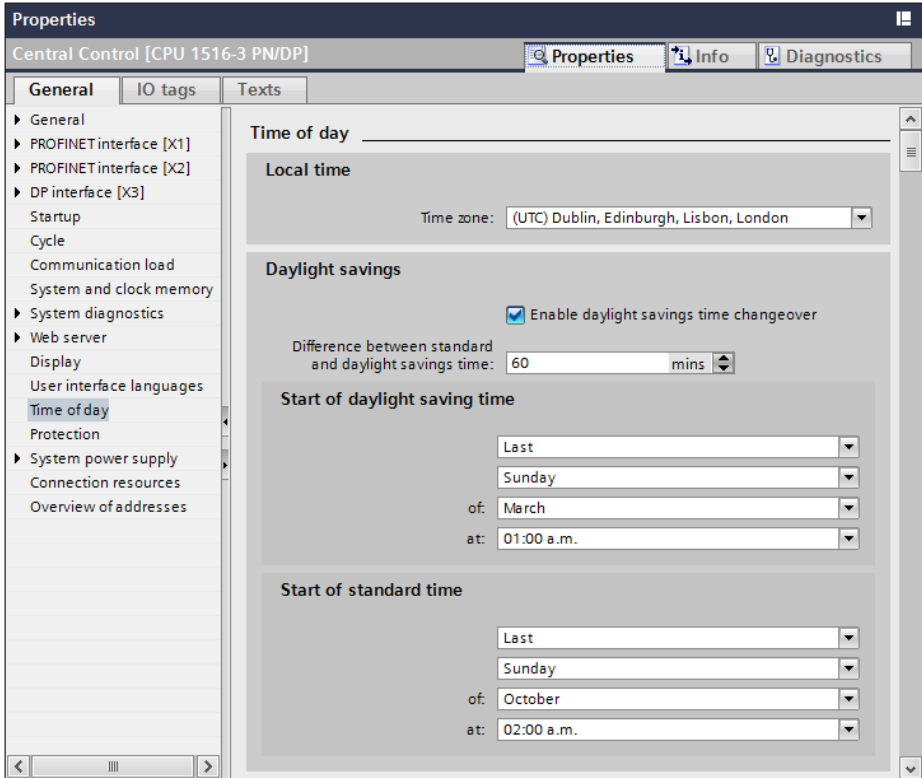 Properties
Central Control [CPU 1516-3 PN/DP]
Properties
Info
Diagnostics
General
IO tags
Texts
General
PROFINET interface [X1]
PROFINET interface [X2]
DP interface [X3]
Startup
Cycle
Communication load
System and clock memory
System diagnostics
Web server
Display
User interface languages
Time of day
Protection
System power supply
Connection resources
Overview of addresses
Time of day
Local time
Time zone: (UTC) Dublin, Edinburgh, Lisbon, London
Daylight savings
Enable daylight savings time changeover
Difference between standard
and daylight savings time: 60 mins
Start of daylight saving time
Last
Sunday
of: March
at: 01:00 a.m.
Start of standard time
Last
Sunday
of: October
at: 02:00 a.m.